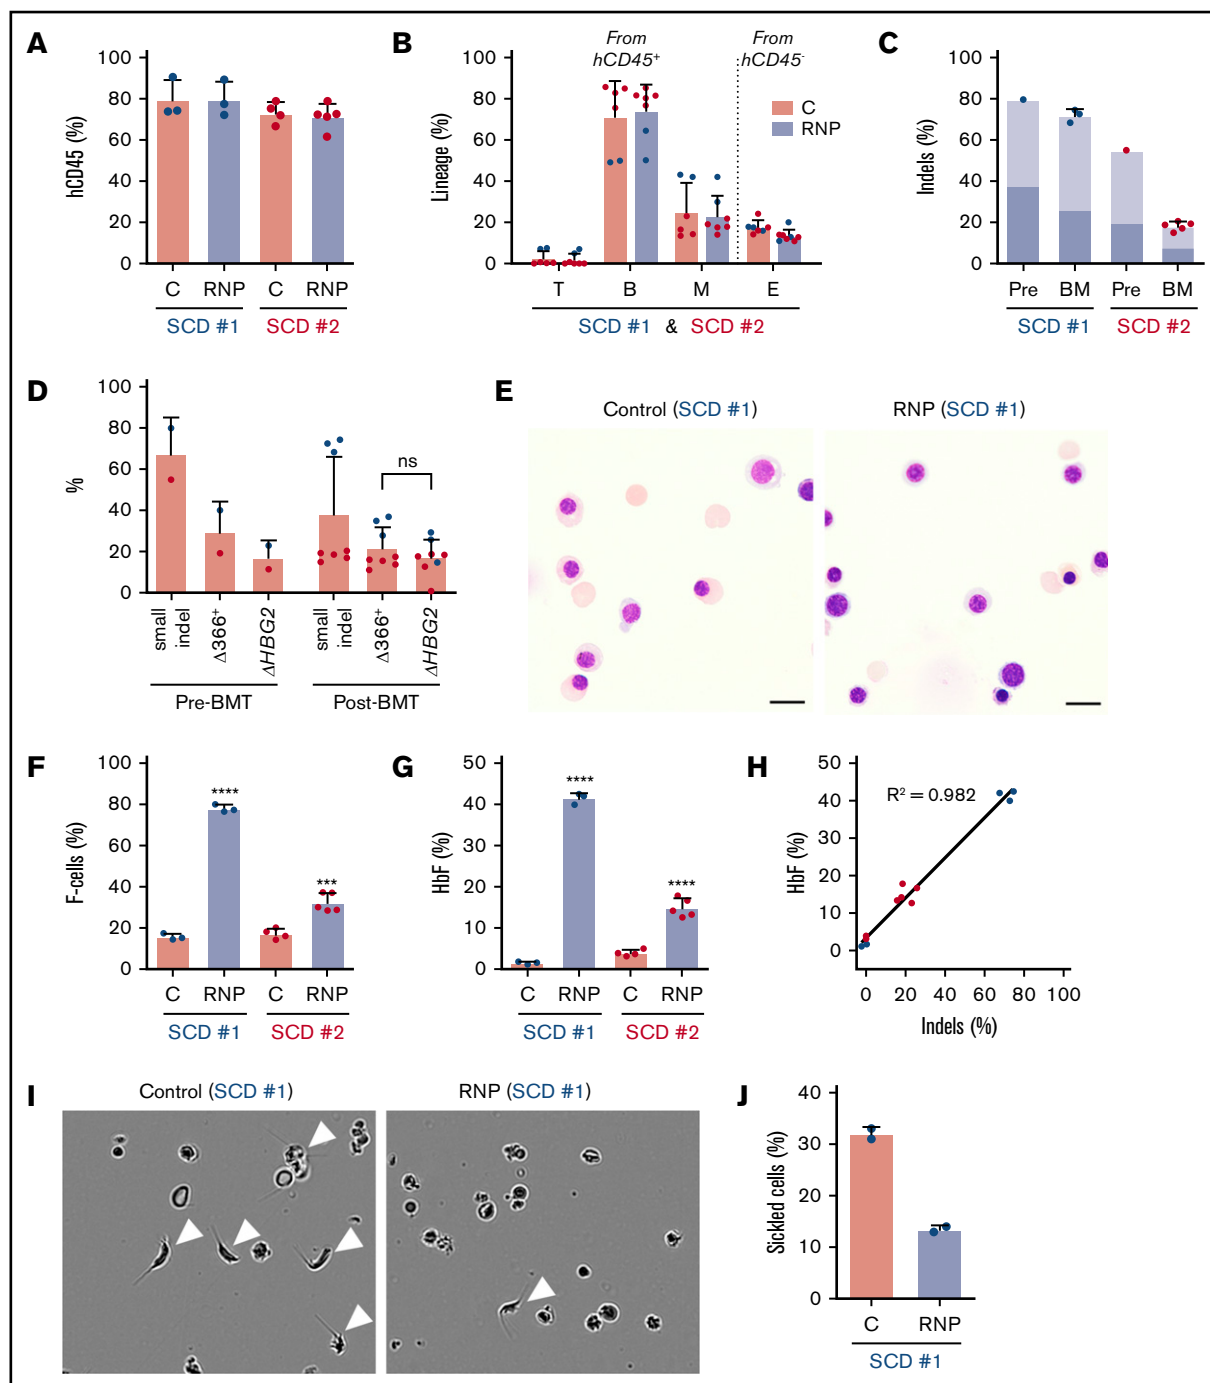 A
hCD45 (%)
100
80
60
40
20
0
C RNP C RNP
SCD #1 SCD #2
B
Lineage (%)
100
80
60
40
20
0
From hCD45+
From hCD45-
C
RNP
T B M E
SCD #1 & SCD #2
C
Indels (%)
100
80
60
40
20
0
Pre BM Pre BM
SCD #1 SCD #2
D
%
100
80
60
40
20
0
ns
small indel Δ366+ ΔHBG2 small indel Δ366+ ΔHBG2
Pre-BMT Post-BMT
E
Control (SCD #1) RNP (SCD #1)
F
F-cells (%)
100
80
60
40
20
0
**** ***
C RNP C RNP
SCD #1 SCD #2
G
HbF (%)
50
40
30
20
10
0
**** ****
C RNP C RNP
SCD #1 SCD #2
H
HbF (%)
50
40
30
20
10
0
R2 = 0.982
0 20 40 60 80 100
Indels (%)
I
Control (SCD #1) RNP (SCD #1)
J
Sickled cells (%)
40
30
20
10
0
C RNP
SCD #1